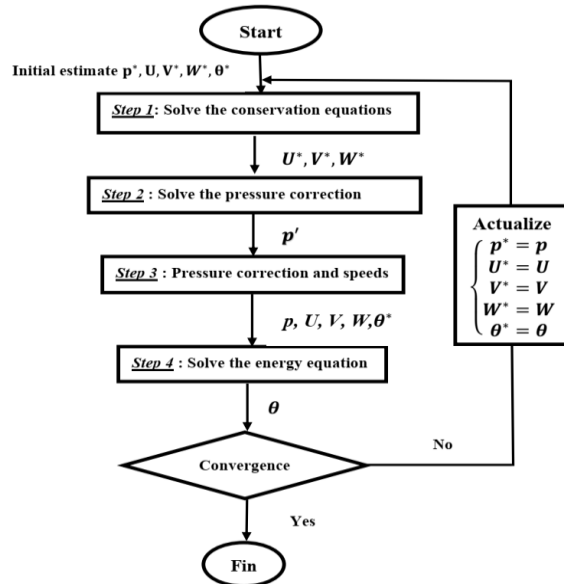 Start
Initial estimate p*, U, V*, W*, θ*
Step 1: Solve the conservation equations
U*, V*, W*
Step 2 : Solve the pressure correction
p′
Step 3 : Pressure correction and speeds
p, U, V, W,θ*
Step 4 : Solve the energy equation
θ
Convergence
No
Yes
Fin
Actualize
p* = p
U* = U
V* = V
W* = W
θ* = θ